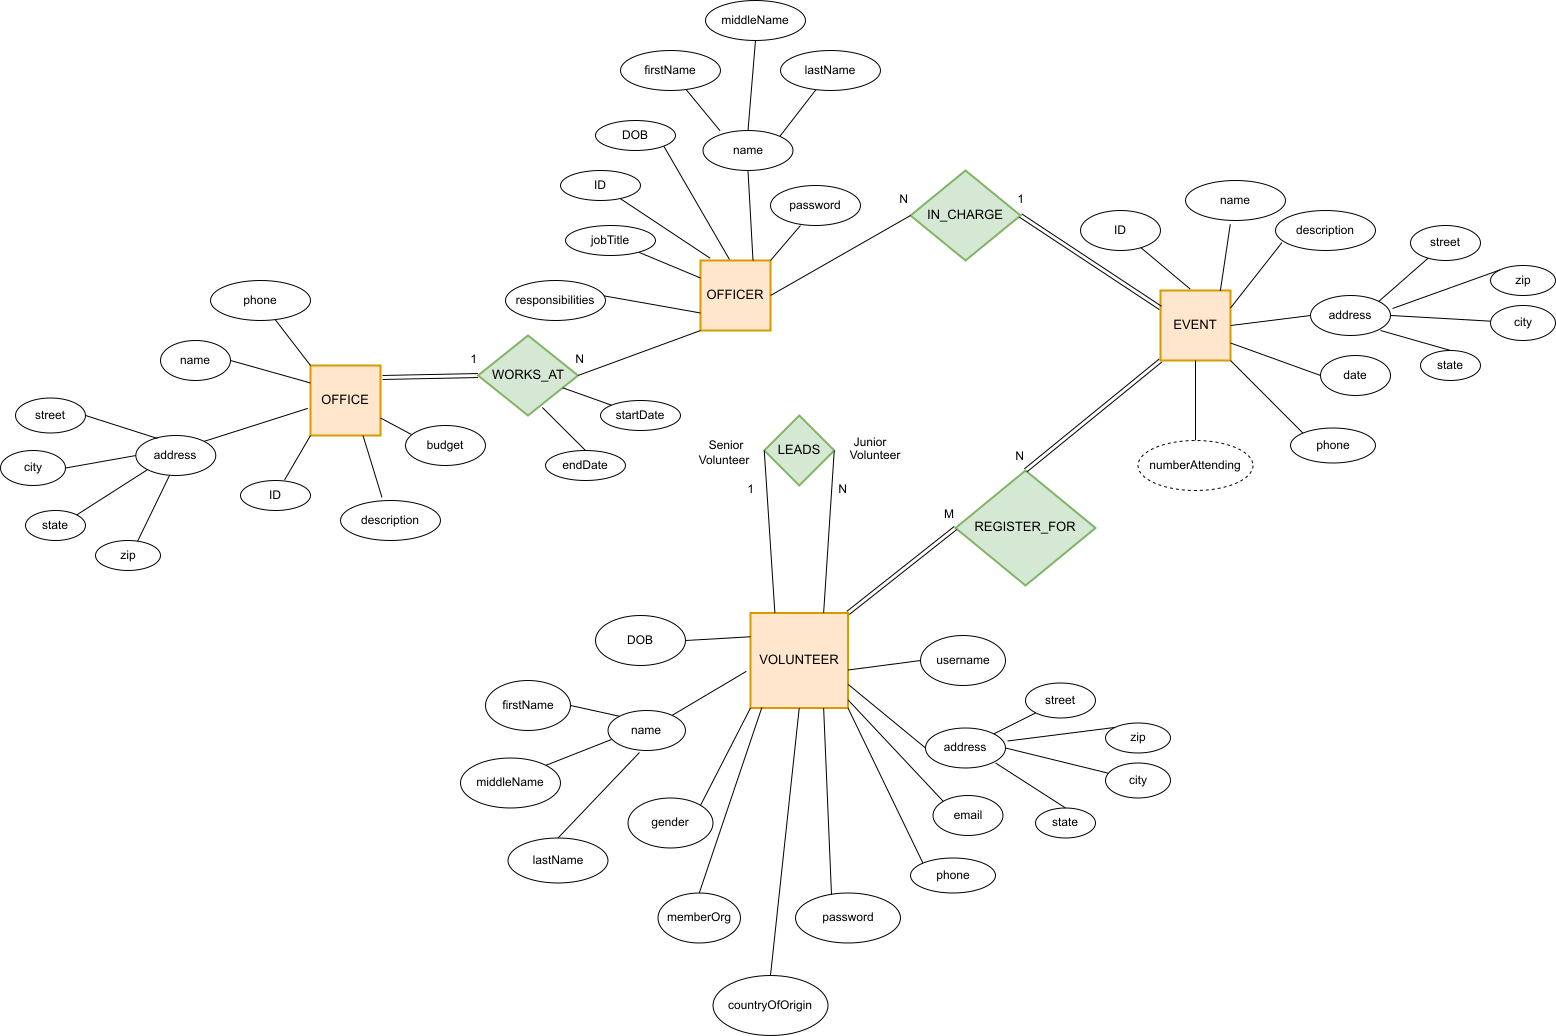 middleName
firstName
lastName
DOB
name
ID
password
jobTitle
responsibilities
OFFICER
N
IN_CHARGE
1
ID
name
description
street
zip
city
state
address
EVENT
date
phone
numberAttending
phone
name
OFFICE
street
city
address
state
zip
ID
description
budget
1
WORKS_AT
N
startDate
endDate
Senior
Volunteer
LEADS
Junior
Volunteer
1
N
N
M
REGISTER_FOR
DOB
VOLUNTEER
username
firstName
name
middleName
lastName
gender
memberOrg
countryOfOrigin
password
phone
email
address
street
zip
city
state